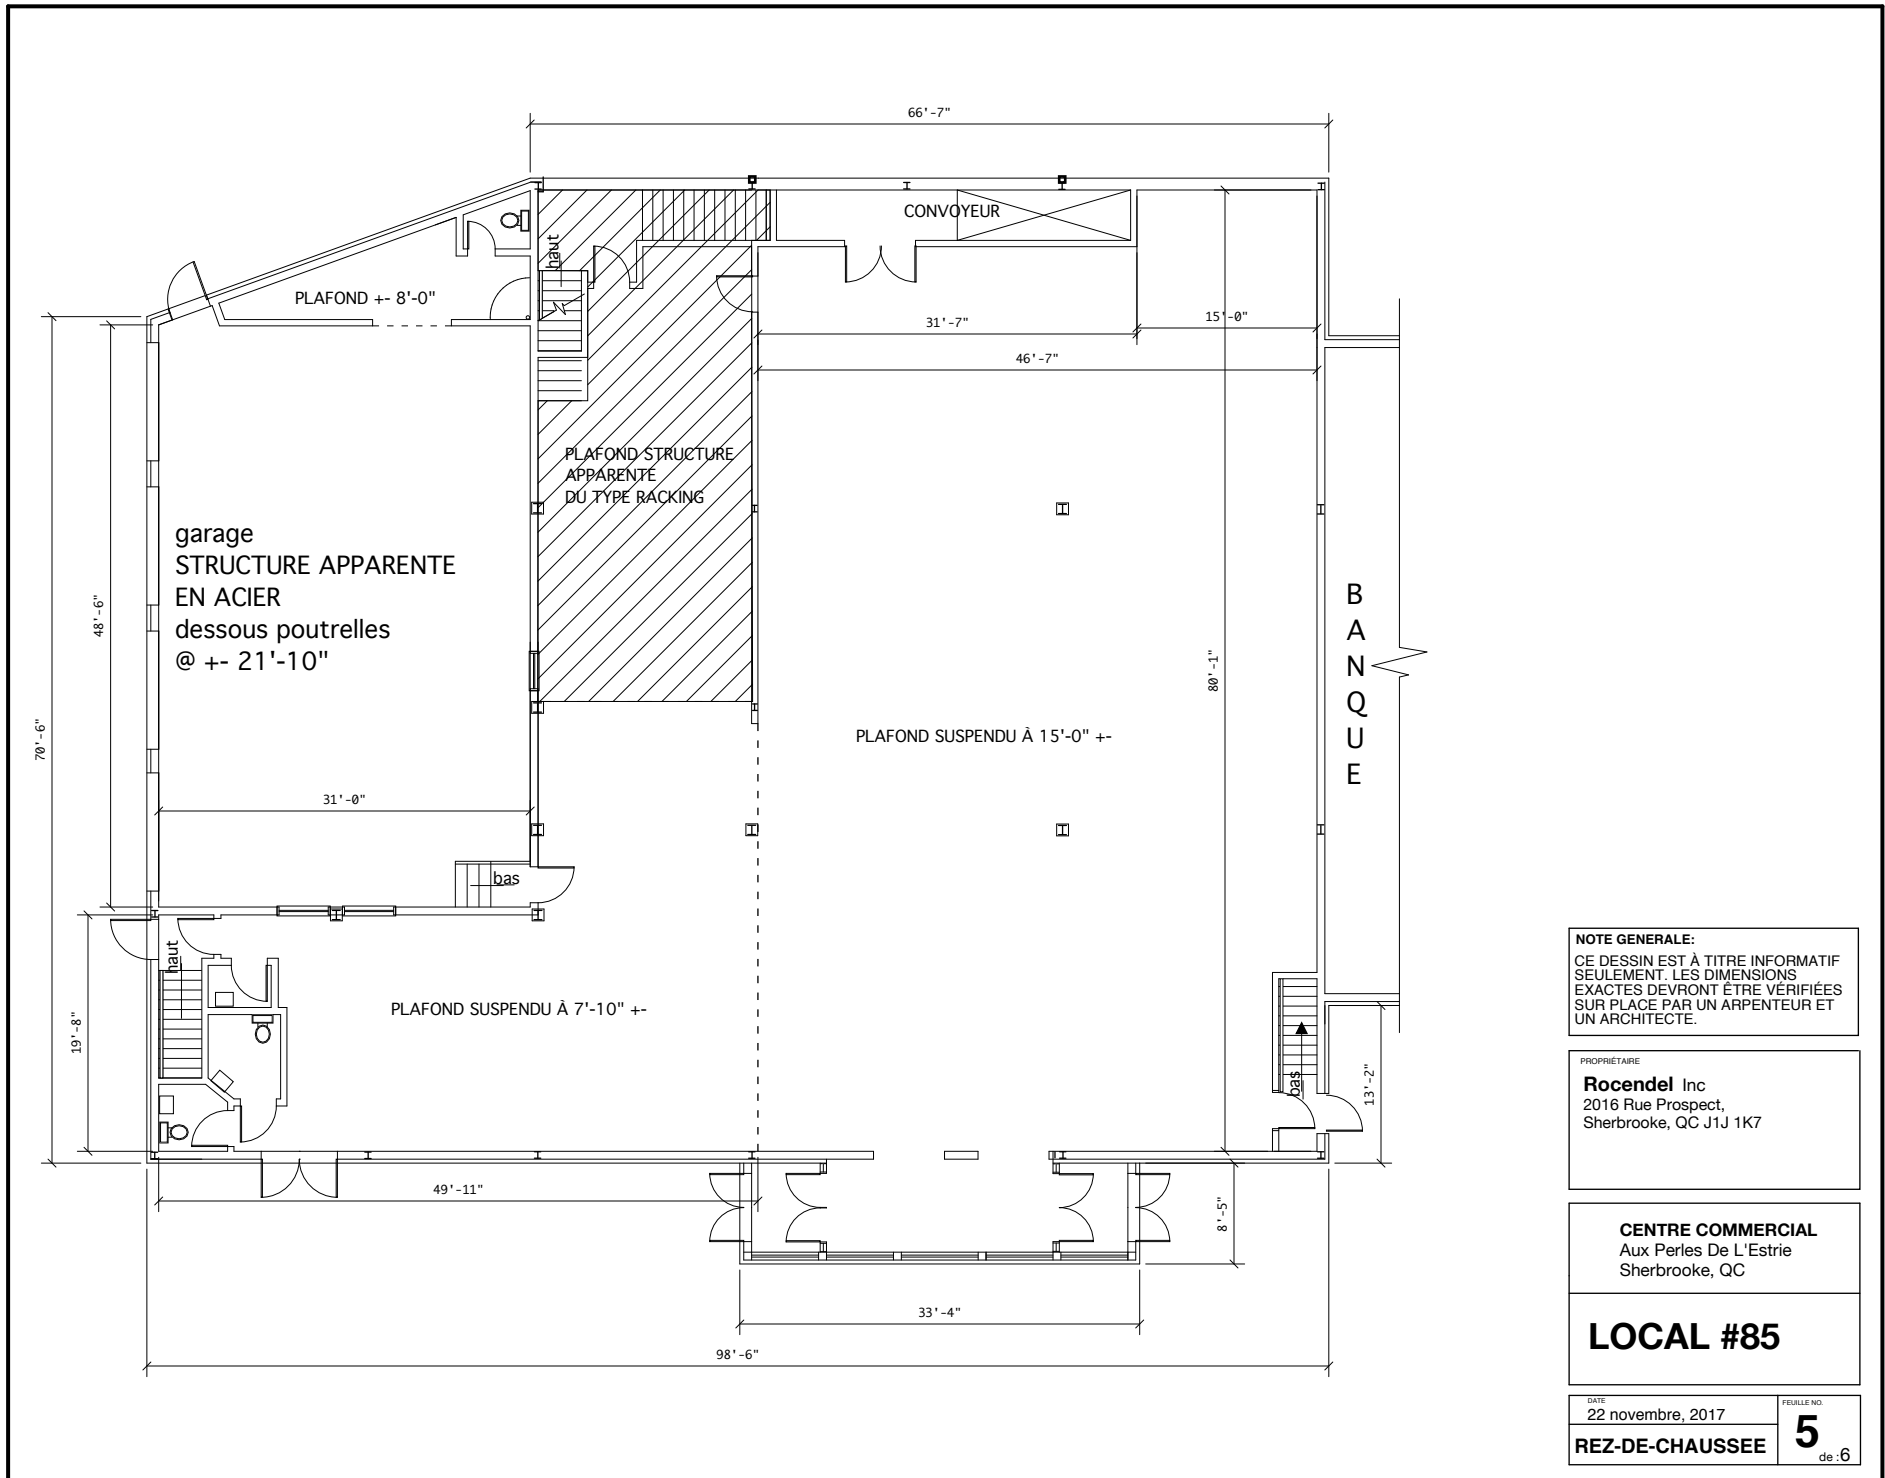 66'-7"
CONVOYEUR
haut
PLAFOND +- 8'-0"
31'-7"
15'-0"
46'-7"
PLAFOND STRUCTURE
APPARENTE
DU TYPE RACKING
garage
STRUCTURE APPARENTE
EN ACIER
dessous poutrelles
@ +- 21'-10"
48'-6"
70'-6"
80'-1"
B
A
N
Q
U
E
PLAFOND SUSPENDU À 15'-0" +-
31'-0"
bas
haut
PLAFOND SUSPENDU À 7'-10" +-
19'-8"
bas
13'-2"
49'-11"
8'-5"
33'-4"
98'-6"
NOTE GENERALE:
CE DESSIN EST À TITRE INFORMATIF
SEULEMENT. LES DIMENSIONS
EXACTES DEVRONT ÊTRE VÉRIFIÉES
SUR PLACE PAR UN ARPENTEUR ET
UN ARCHITECTE.
PROPRIÉTAIRE
Rocendel Inc
2016 Rue Prospect,
Sherbrooke, QC J1J 1K7
CENTRE COMMERCIAL
Aux Perles De L'Estrie
Sherbrooke, QC
LOCAL #85
DATE
22 novembre, 2017
REZ-DE-CHAUSSEE
FEUILLE NO.
5
de :6